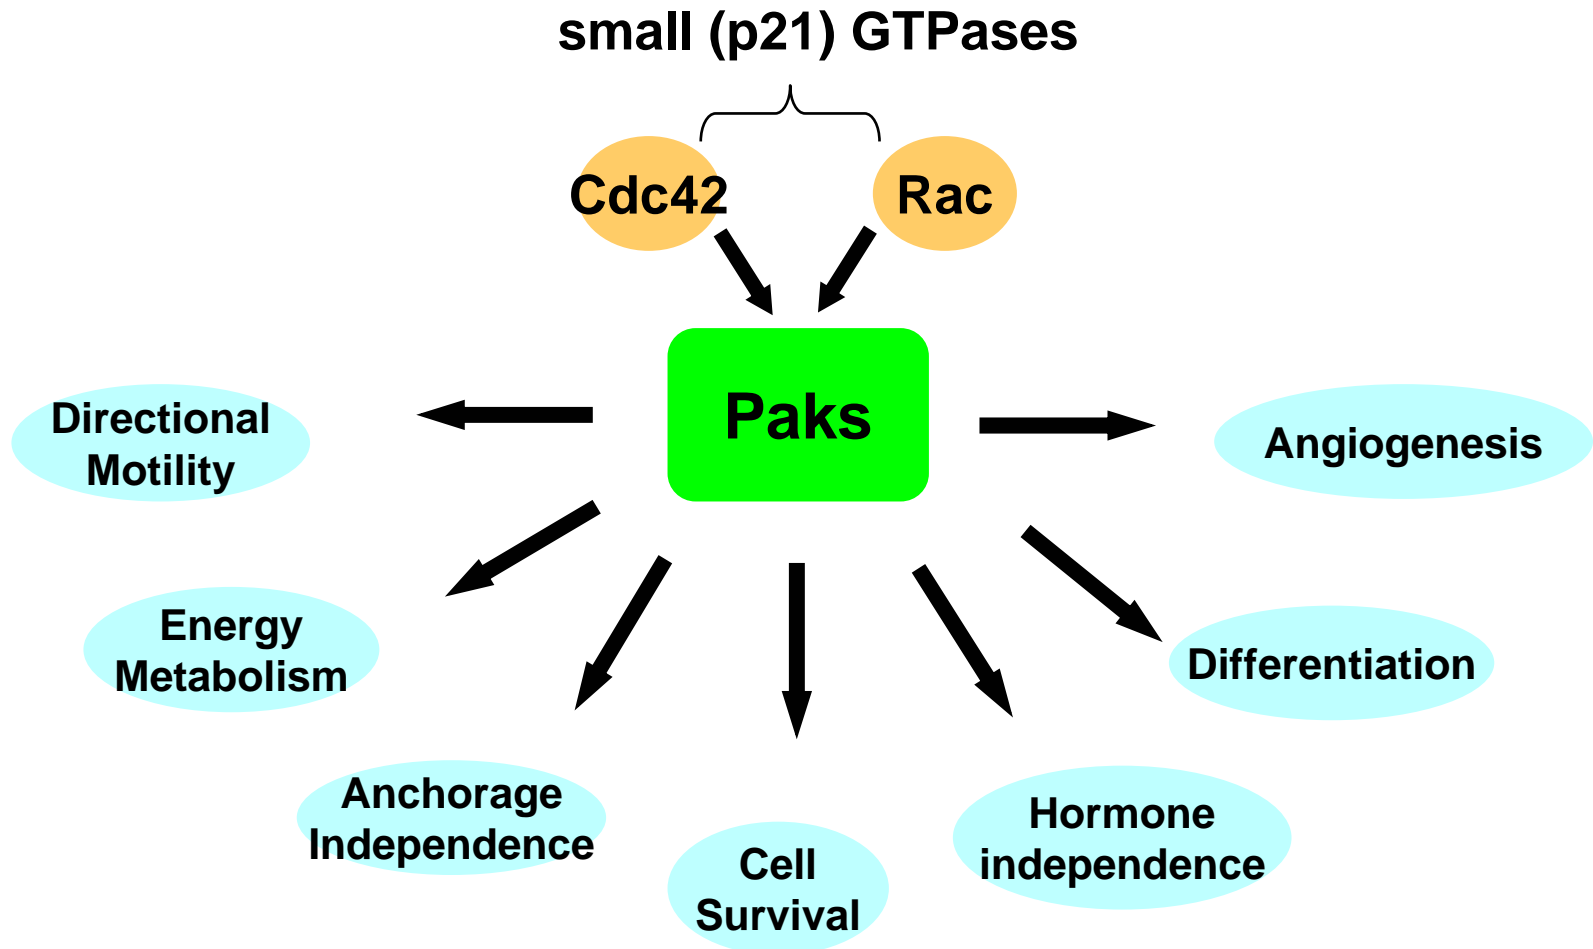 small (p21) GTPases
Cdc42
Rac
Paks
Directional
Motility
Angiogenesis
Energy
Metabolism
Differentiation
Anchorage
Independence
Hormone
independence
Cell
Survival